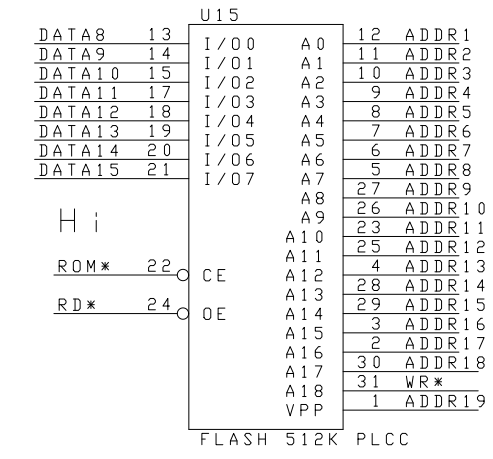 U15
DATA8 13 I/O0 A0 12 ADDR1
DATA9 14 I/O1 A1 11 ADDR2
DATA10 15 I/O2 A2 10 ADDR3
DATA11 17 I/O3 A3 9 ADDR4
DATA12 18 I/O4 A4 8 ADDR5
DATA13 19 I/O5 A5 7 ADDR6
DATA14 20 I/O6 A6 6 ADDR7
DATA15 21 I/O7 A7 5 ADDR8
A8 27 ADDR9
A9 26 ADDR10
Hi
A10 23 ADDR11
A11 25 ADDR12
ROM* 22 CE A12 4 ADDR13
A13 28 ADDR14
RD* 24 OE A14 29 ADDR15
A15 3 ADDR16
A16 2 ADDR17
A17 30 ADDR18
A18 31 WR*
VPP 1 ADDR19
FLASH 512K PLCC